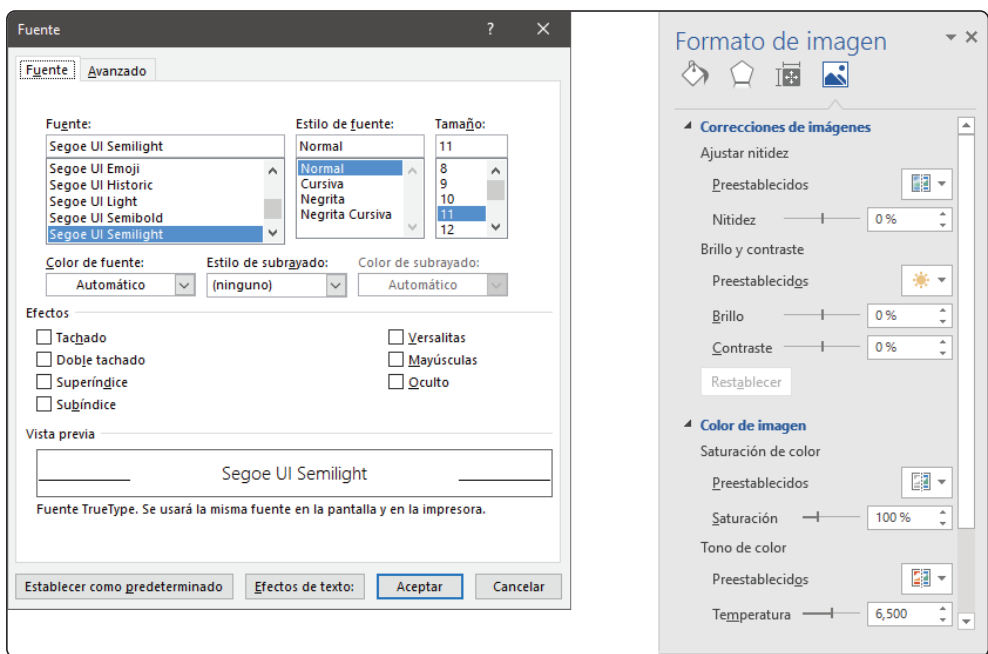 Fuente
?
Fuente Avanzado
Fuente: Estilo de fuente: Tamaño:
Segoe UI Semilight Normal 11
Segoe UI Emoji Normal 8
Segoe UI Historic Cursiva 9
Segoe UI Light Negrita 10
Segoe UI Semibold Negrita Cursiva 11
Segoe UI Semilight 12
Color de fuente: Estilo de subrayado: Color de subrayado:
Automático (ninguno) Automático
Efectos
Tachado Versalitas
Doble tachado Mayúsculas
Superíndice Oculto
Subíndice
Vista previa
Segoe UI Semilight
Fuente TrueType. Se usará la misma fuente en la pantalla y en la impresora.
Establecer como predeterminado Efectos de texto: Aceptar Cancelar
Formato de imagen
Correcciones de imágenes
Ajustar nitidez
Preestablecidos
Nitidez 0 %
Brillo y contraste
Preestablecidos
Brillo 0 %
Contraste 0 %
Restablecer
Color de imagen
Saturación de color
Preestablecidos
Saturación 100 %
Tono de color
Preestablecidos
Temperatura 6,500